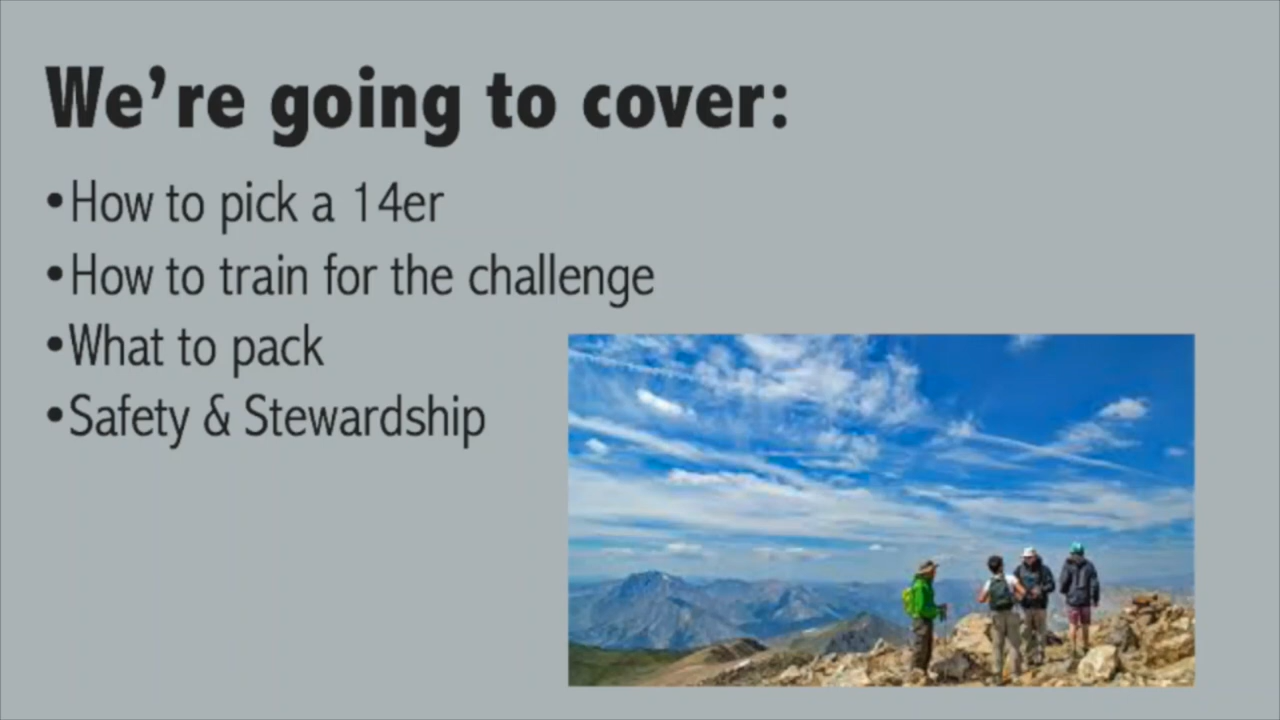 We’re going to cover:
•How to pick a 14er
•How to train for the challenge
•What to pack
•Safety & Stewardship